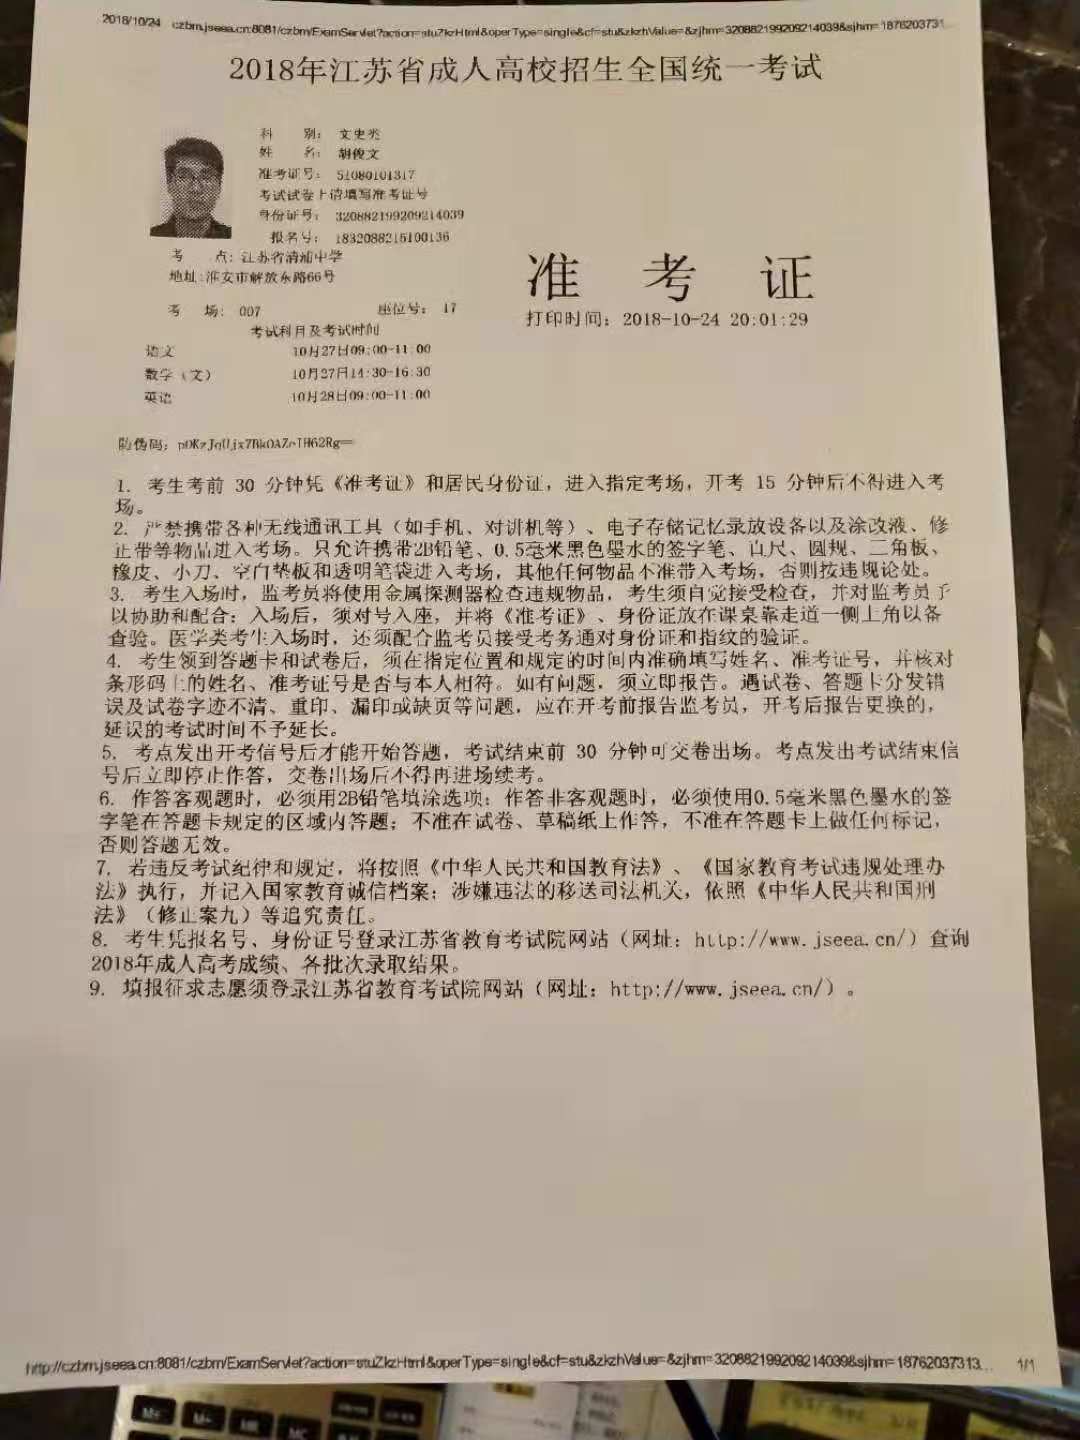 2018/10/24 czbm.jseea.cn:8081/czbm/ExamServlet?action=stuZkzHtml&operType=single&cf=stu&zkzhValue=&zjhm=320882199209214039&sjhm=1876203731...
2018年江苏省成人高校招生全国统一考试
科 别: 文史类
姓 名: 胡俊文
准考证号: 51080101317
考试试卷上请填写准考证号
身份证号: 320882199209214039
报名号: 1832088215100136
考 点: 江苏省清浦中学
地址:淮安市解放东路66号
准 考 证
打印时间: 2018-10-24 20:01:29
考 场: 007 座位号: 17
考试科目及考试时间
语文 10月27日09:00-11:00
数学（文） 10月27日14:30-16:30
英语 10月28日09:00-11:00
防伪码:
1. 考生考前 30 分钟凭《准考证》和居民身份证，进入指定考场，开考 15 分钟后不得进入考
场。
2. 严禁携带各种无线通讯工具（如手机、对讲机等）、电子存储记忆录放设备以及涂改液、修
正带等物品进入考场。只允许携带2B铅笔、0.5毫米黑色墨水的签字笔、直尺、圆规、三角板、
橡皮、小刀、空白垫板和透明笔袋进入考场，其他任何物品不准带入考场，否则按违规论处。
3. 考生入场时，监考员将使用金属探测器检查违规物品，考生须自觉接受检查，并对监考员予
以协助和配合；入场后，须对号入座，并将《准考证》、身份证放在课桌靠走道一侧上角以备
查验。医学类考生入场时，还须配合监考员接受考务通对身份证和指纹的验证。
4. 考生领到答题卡和试卷后，须在指定位置和规定的时间内准确填写姓名、准考证号，并核对
条形码上的姓名、准考证号是否与本人相符。如有问题，须立即报告。遇试卷、答题卡分发错
误及试卷字迹不清、重印、漏印或缺页等问题，应在开考前报告监考员，开考后报告更换的，
延误的考试时间不予延长。
5. 考点发出开考信号后才能开始答题，考试结束前 30 分钟可交卷出场。考点发出考试结束信
号后立即停止作答，交卷出场后不得再进场续考。
6. 作答客观题时，必须用2B铅笔填涂选项；作答非客观题时，必须使用0.5毫米黑色墨水的签
字笔在答题卡规定的区域内答题；不准在试卷、草稿纸上作答，不准在答题卡上做任何标记，
否则答题无效。
7. 若违反考试纪律和规定，将按照《中华人民共和国教育法》、《国家教育考试违规处理办
法》执行，并记入国家教育诚信档案；涉嫌违法的移送司法机关，依照《中华人民共和国刑
法》（修正案九）等追究责任。
8. 考生凭报名号、身份证号登录江苏省教育考试院网站（网址：http://www.jseea.cn/）查询
2018年成人高考成绩、各批次录取结果。
9. 填报征求志愿须登录江苏省教育考试院网站（网址：http://www.jseea.cn/）。
http://czbm.jseea.cn:8081/czbm/ExamServlet?action=stuZkzHtml&operType=single&cf=stu&zkzhValue=&zjhm=320882199209214039&sjhm=18762037313... 1/1
M+ M- MR MC